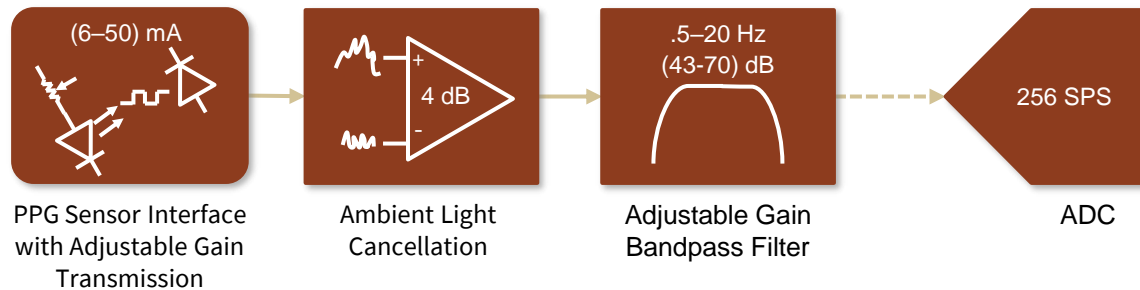 (6–50) mA
PPG Sensor Interface
with Adjustable Gain
Transmission
+
4 dB
-
Ambient Light
Cancellation
.5–20 Hz
(43-70) dB
Adjustable Gain
Bandpass Filter
256 SPS
ADC